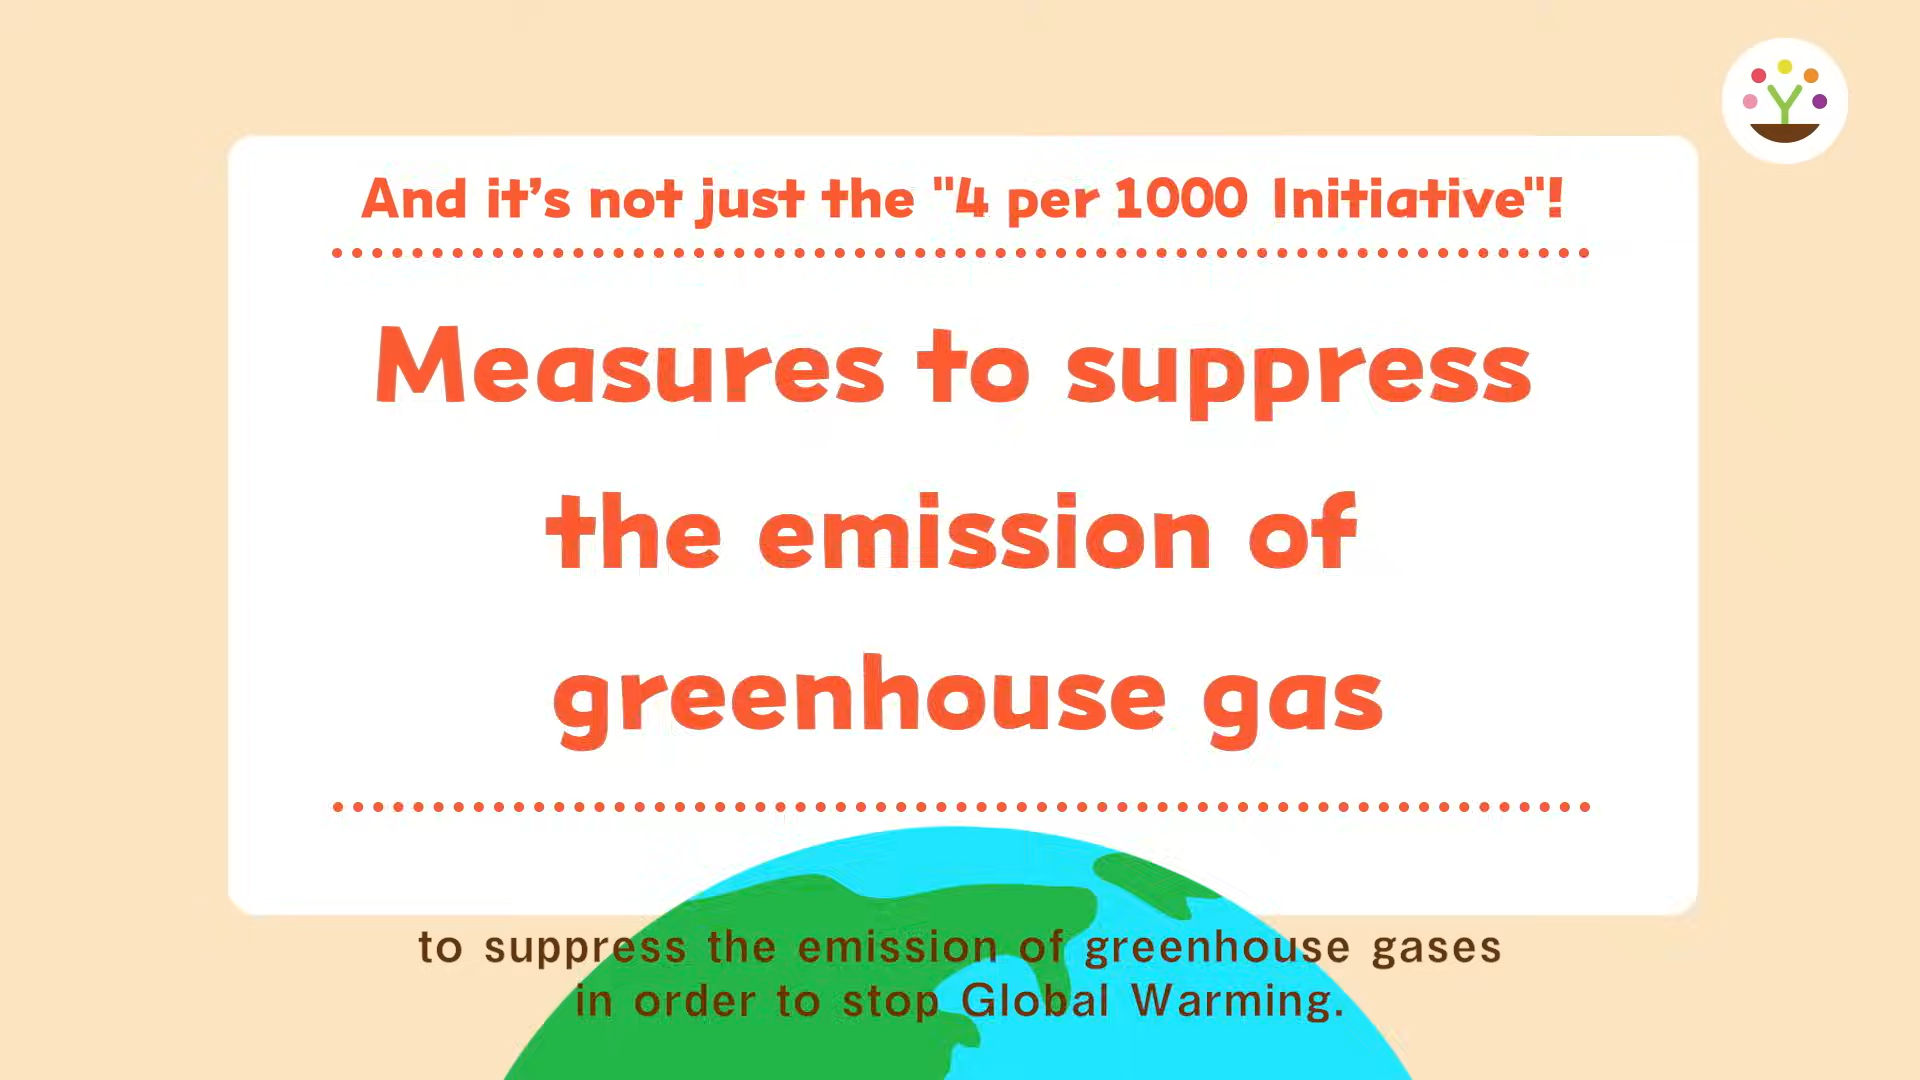 And it’s not just the "4 per 1000 Initiative"!
Measures to suppress
the emission of
greenhouse gas
to suppress the emission of greenhouse gases
in order to stop Global Warming.